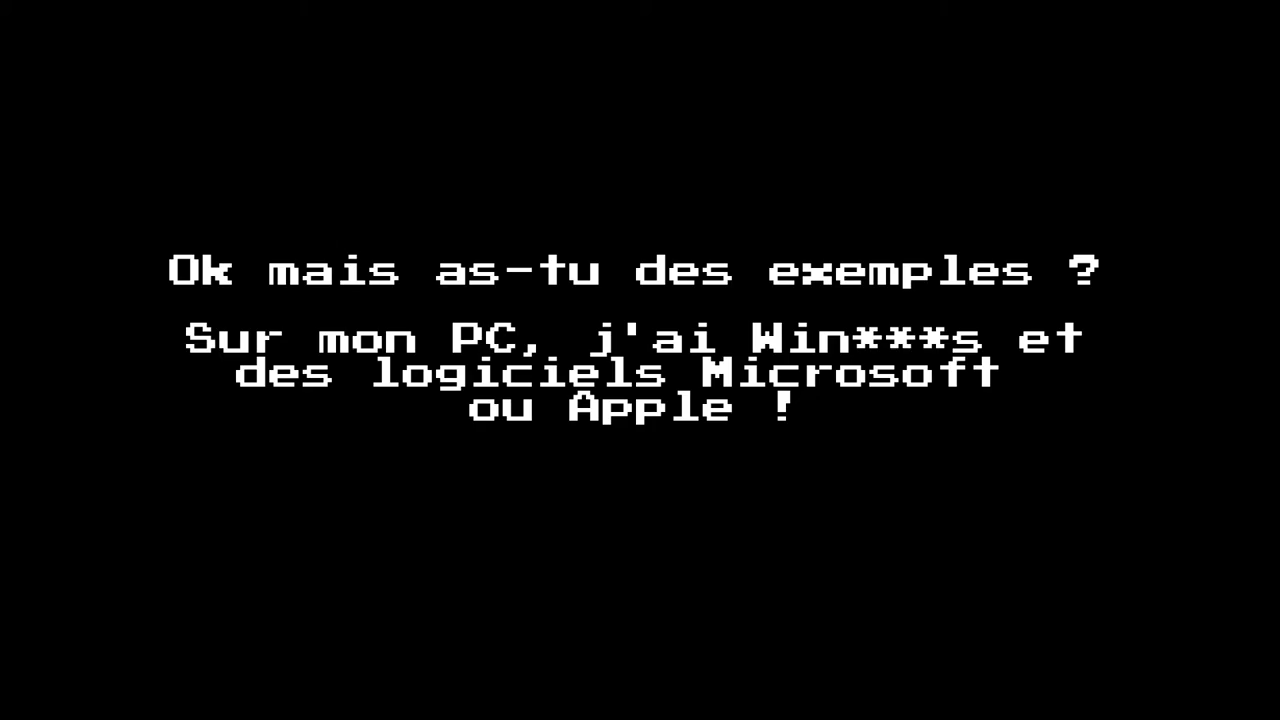 Ok mais as-tu des exemples ?
Sur mon PC, j'ai Win***s et
des logiciels Microsoft
ou Apple !